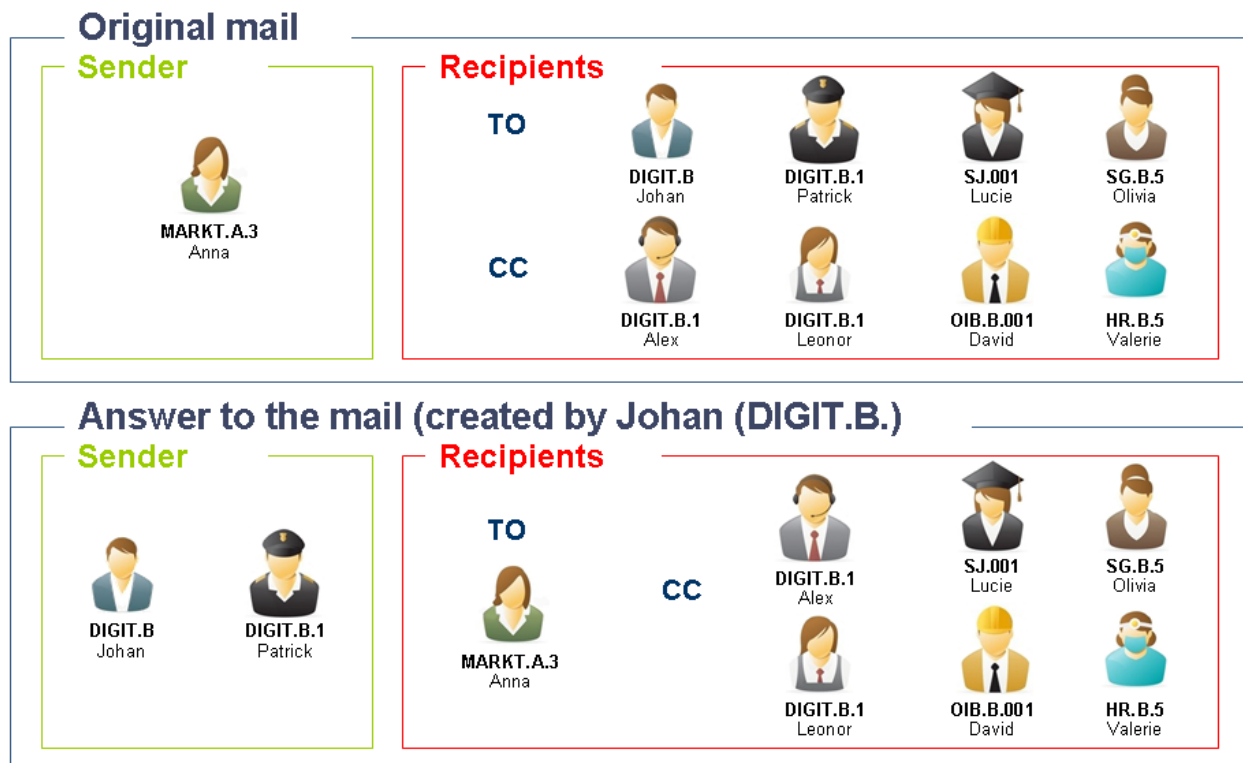 Original mail
Sender
Recipients
TO
DIGIT.B
Johan
DIGIT.B.1
Patrick
SJ.001
Lucie
SG.B.5
Olivia
MARKT.A.3
Anna
CC
DIGIT.B.1
Alex
DIGIT.B.1
Leonor
OIB.B.001
David
HR.B.5
Valerie
Answer to the mail (created by Johan (DIGIT.B.)
Sender
Recipients
DIGIT.B
Johan
DIGIT.B.1
Patrick
TO
MARKT.A.3
Anna
CC
DIGIT.B.1
Alex
SJ.001
Lucie
SG.B.5
Olivia
DIGIT.B.1
Leonor
OIB.B.001
David
HR.B.5
Valerie